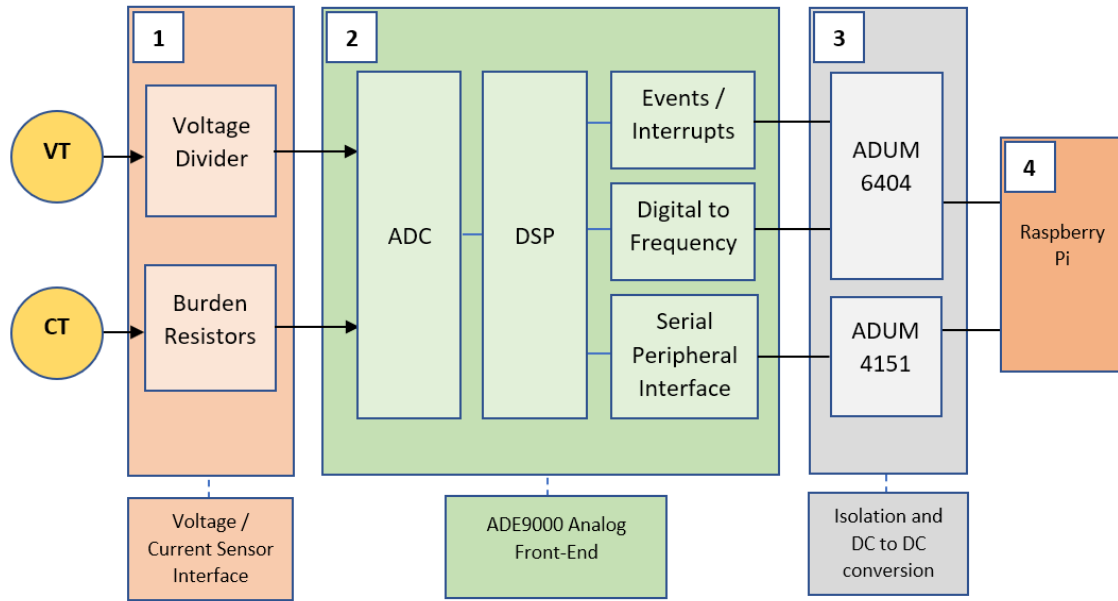 1
2
3
4
VT
CT
Voltage
Divider
Burden
Resistors
ADC
DSP
Events /
Interrupts
Digital to
Frequency
Serial
Peripheral
Interface
ADUM
6404
ADUM
4151
Raspberry
Pi
Voltage /
Current Sensor
Interface
ADE9000 Analog
Front-End
Isolation and
DC to DC
conversion